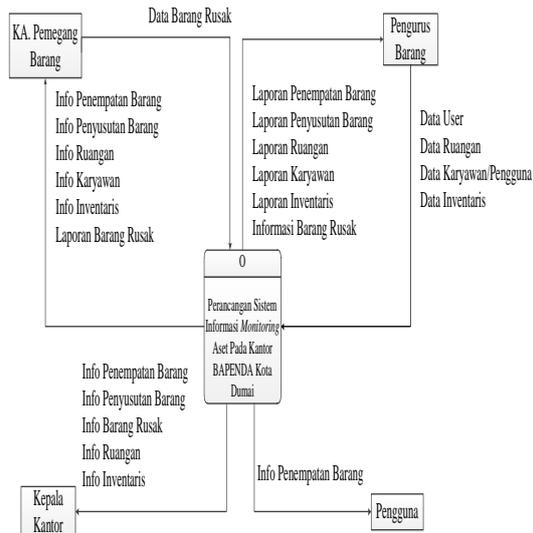 Data Barang Rusak
KA. Pemegang
Barang
Pengurus
Barang
Info Penempatan Barang
Info Penyusutan Barang
Info Ruangan
Info Karyawan
Info Inventaris
Laporan Barang Rusak
Laporan Penempatan Barang
Laporan Penyusutan Barang
Laporan Ruangan
Laporan Karyawan
Laporan Inventaris
Informasi Barang Rusak
Data User
Data Ruangan
Data Karyawan/Pengguna
Data Inventaris
0
Perancangan Sistem
Informasi Monitoring
Aset Pada Kantor
BAPENDA Kota
Dumai
Info Penempatan Barang
Info Penyusutan Barang
Info Barang Rusak
Info Ruangan
Info Inventaris
Info Penempatan Barang
Kepala
Kantor
Pengguna